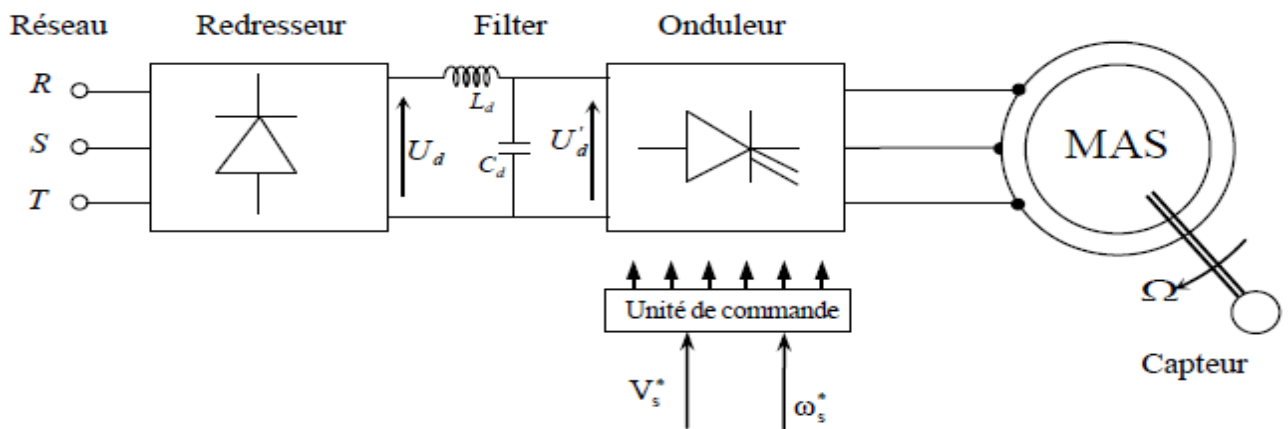 Réseau
Redresseur
Filter
Onduleur
R
S
T
L_d
U_d
C_d
U'_d
MAS
Ω
Unité de commande
Capteur
V_s^*
ω_s^*